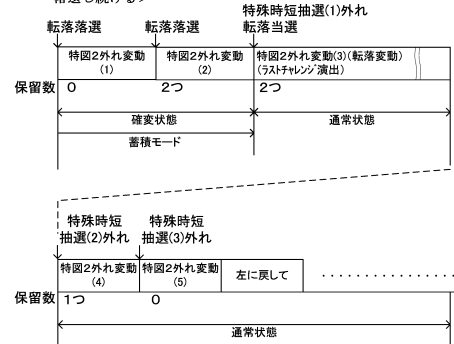 特殊時短抽選(1)外れ
転落落選 転落落選 転落当選
特図2外れ変動 特図2外れ変動 特図2外れ変動(3)(転落変動)
(1) (2) (ラストチャレンジ演出)
保留数 0 2つ 2つ
確変状態 通常状態
蓄積モード
特殊時短 特殊時短
抽選(2)外れ 抽選(3)外れ
特図2外れ変動 特図2外れ変動 左に戻して
(4) (5)
保留数 1つ 0
通常状態